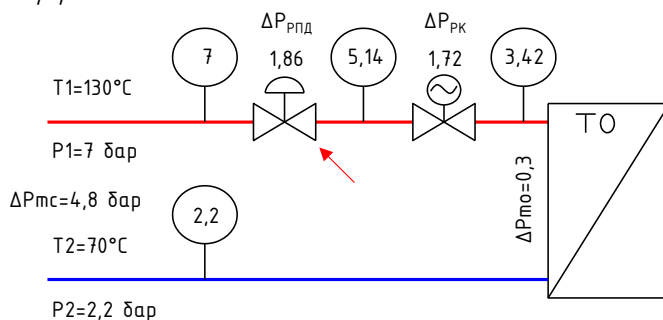 ΔPРПД
ΔPРК
7
1,86
5,14
1,72
3,42
T1=130°C
TO
P1=7 бар
ΔPmc=4,8 бар
ΔPmo=0,3
2,2
T2=70°C
P2=2,2 бар